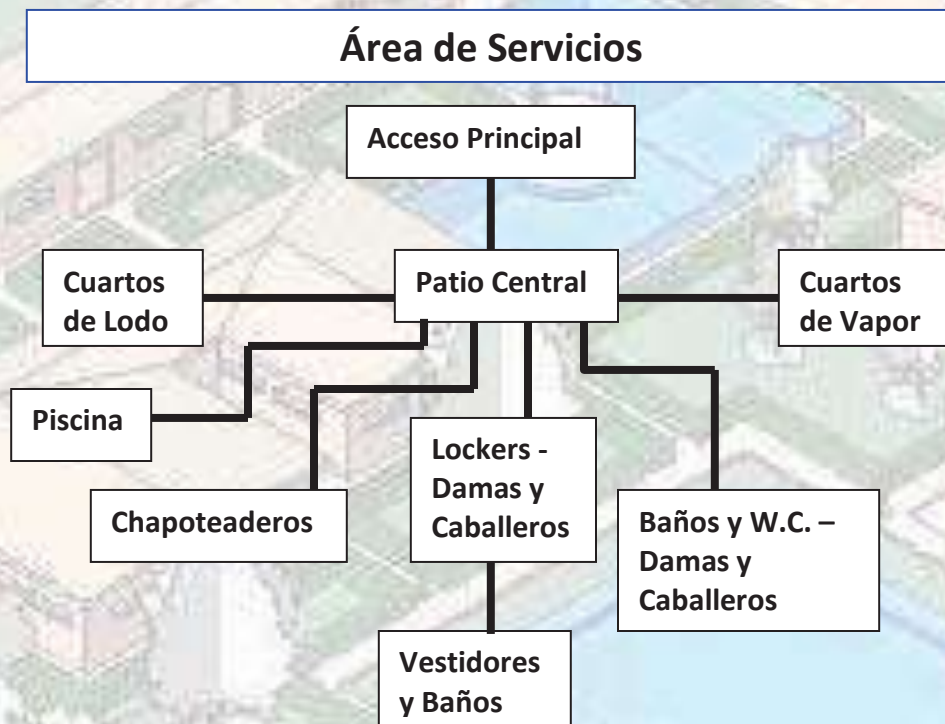 Área de Servicios
Acceso Principal
Cuartos
de Lodo
Patio Central
Cuartos
de Vapor
Piscina
Chapoteaderos
Lockers -
Damas y
Caballeros
Baños y W.C. –
Damas y
Caballeros
Vestidores
y Baños